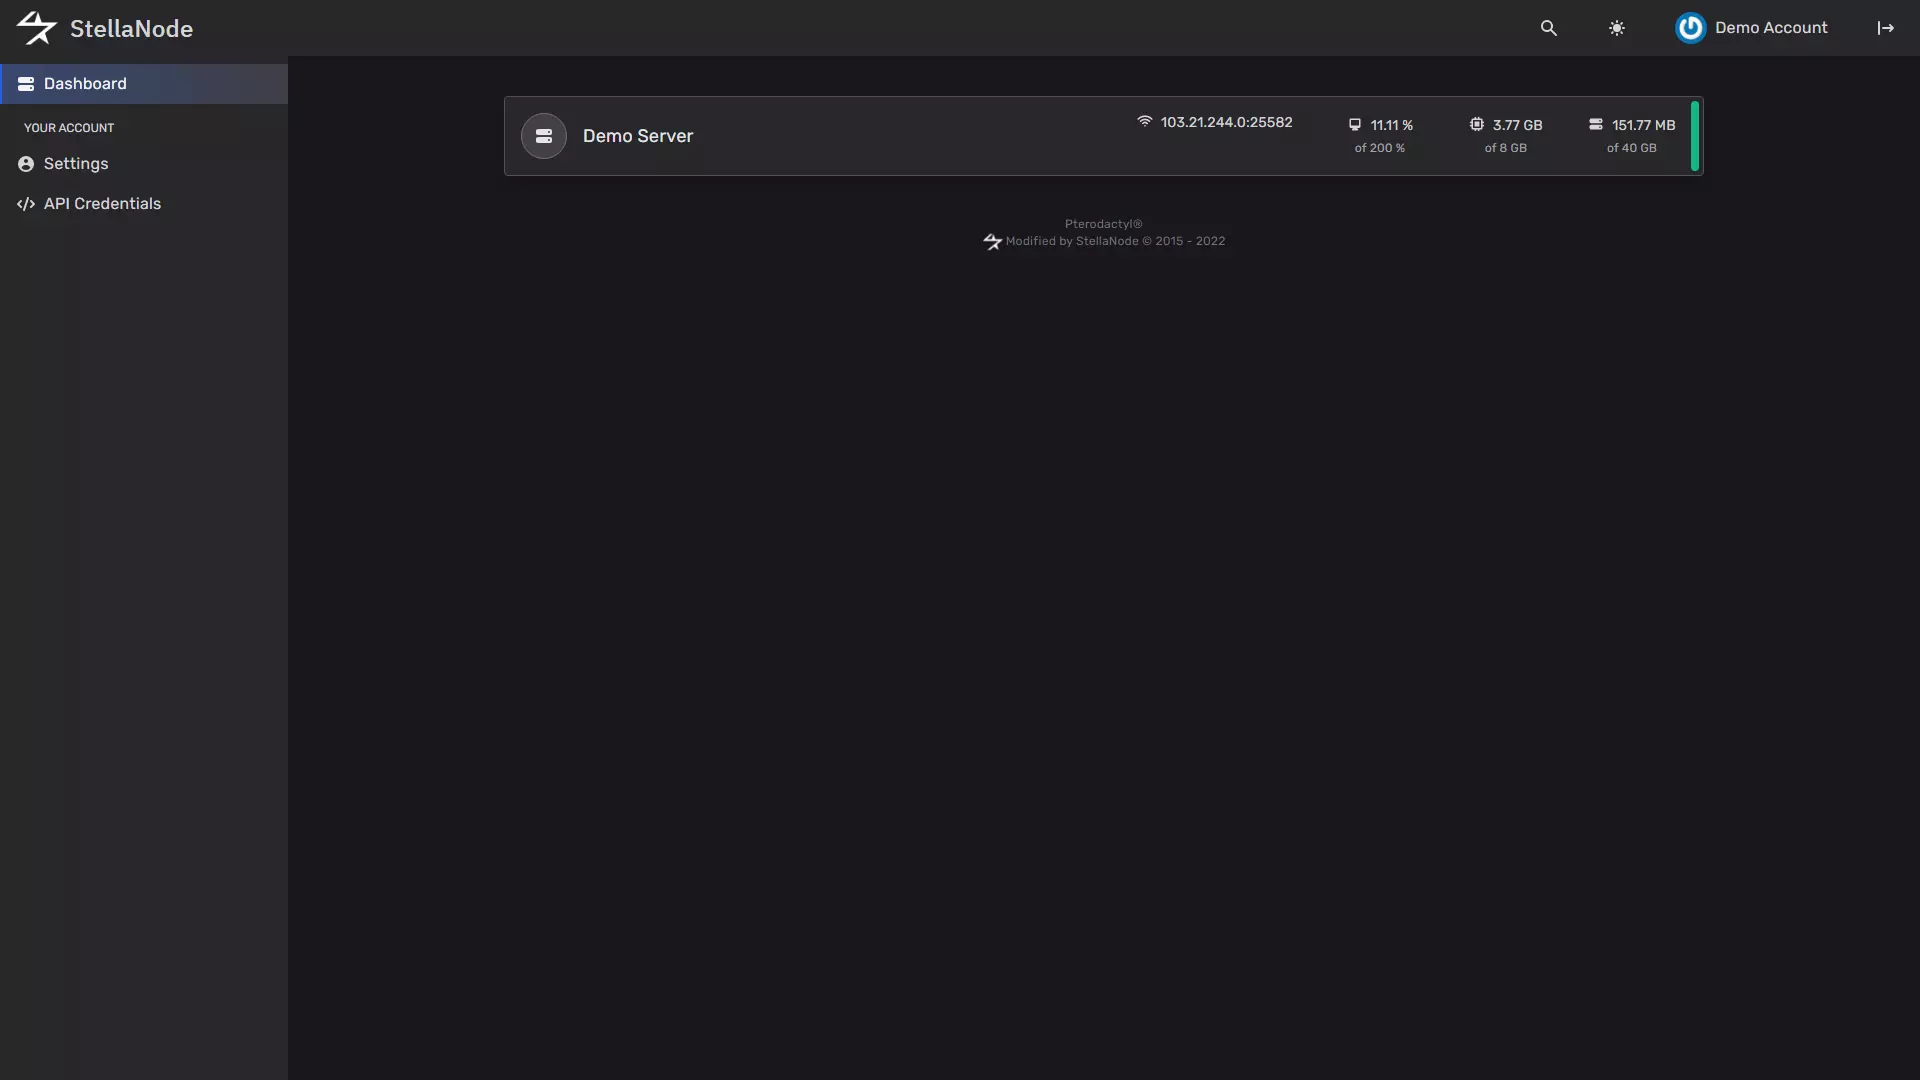 StellaNode
Demo Account
Dashboard
YOUR ACCOUNT
Settings
API Credentials
Demo Server
103.21.244.0:25582
11.11 %
of 200 %
3.77 GB
of 8 GB
151.77 MB
of 40 GB
Pterodactyl®
Modified by StellaNode © 2015 - 2022